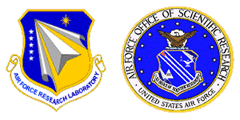 AIR FORCE RESEARCH LABORATORY
AIR FORCE OFFICE OF SCIENTIFIC RESEARCH
· UNITED STATES AIR FORCE ·